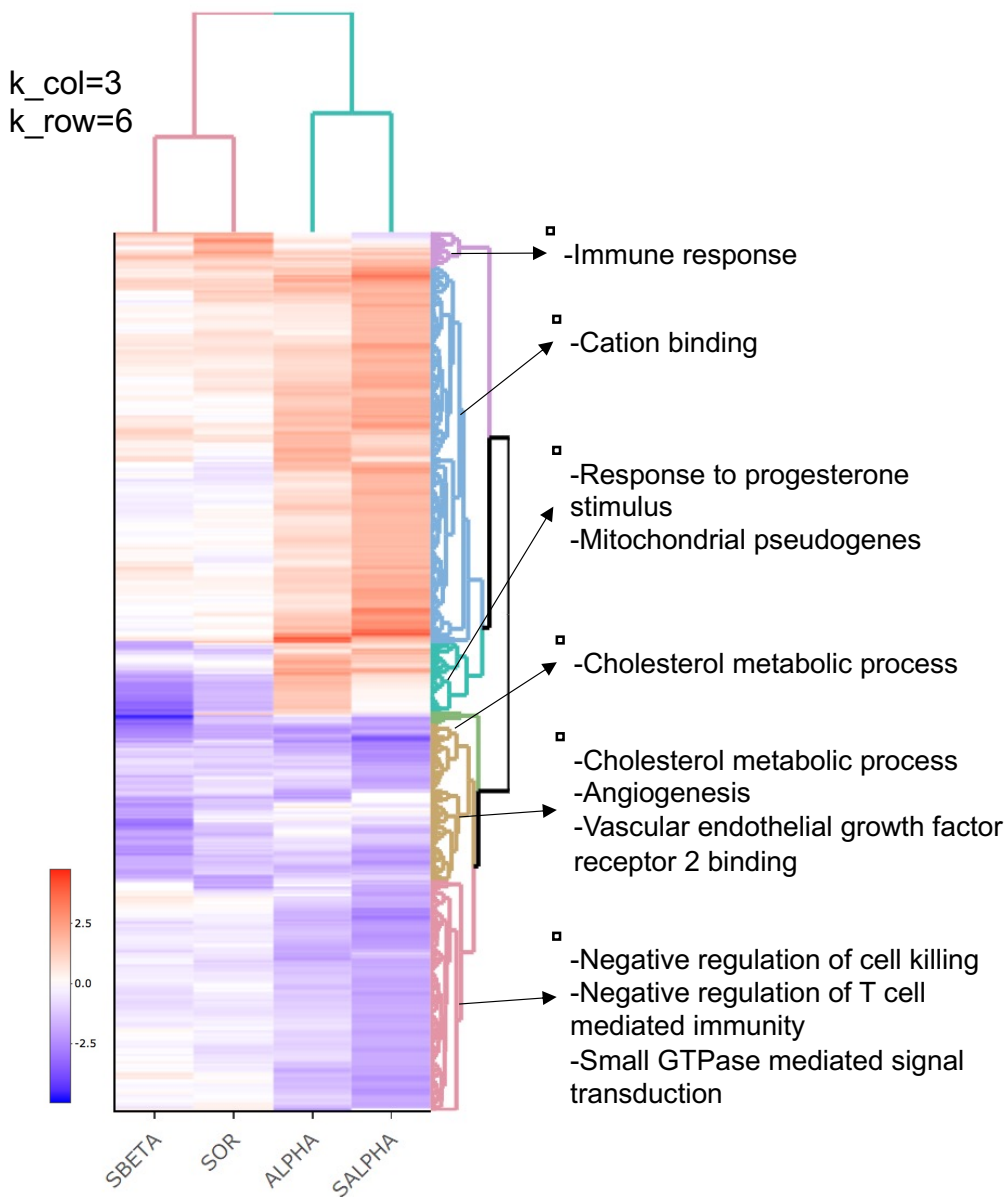 k_col=3
k_row=6
-Immune response
-Cation binding
-Response to progesterone
stimulus
-Mitochondrial pseudogenes
-Cholesterol metabolic process
-Cholesterol metabolic process
-Angiogenesis
-Vascular endothelial growth factor
receptor 2 binding
-Negative regulation of cell killing
-Negative regulation of T cell
mediated immunity
-Small GTPase mediated signal
transduction
2.5
0.0
-2.5
SBETA
SOR
ALPHA
SALPHA